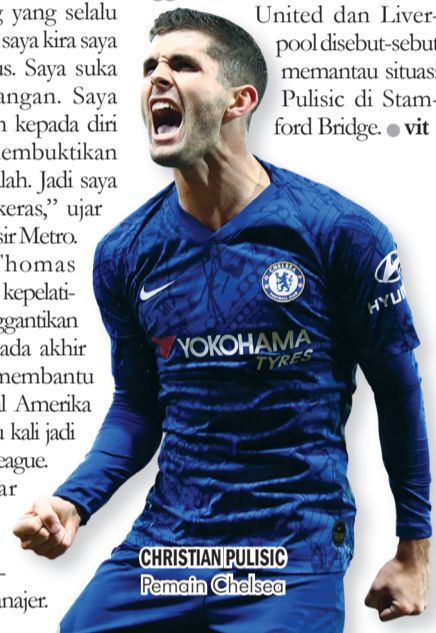 yang selalu
saya kira saya
us. Saya suka
angan. Saya
kepada diri
embuktikan
lah. Jadi saya
keras,” ujar
sir Metro.
Thomas
kepelati-
ggantikan
ada akhir
membantu
l Amerika
kali jadi
eague.
ar
anajer.
United dan Liver-
pool disebut-sebut
memantau situasi
Pulisic di Stam-
ford Bridge. ● vit
CHELSEA
FOOTBALL CLUB
HYU
YOKOHAMA
TYRES
CHRISTIAN PULISIC
Pemain Chelsea